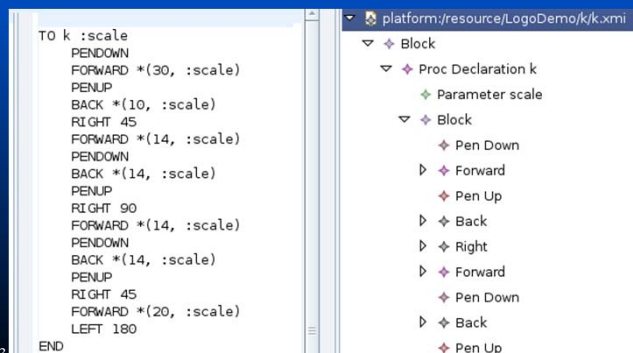 TO k :scale
PENDOWN
FORWARD *(30, :scale)
PENUP
BACK *(10, :scale)
RIGHT 45
FORWARD *(14, :scale)
PENDOWN
BACK *(14, :scale)
PENUP
RIGHT 90
FORWARD *(14, :scale)
PENDOWN
BACK *(14, :scale)
PENUP
RIGHT 45
FORWARD *(20, :scale)
LEFT 180
END
platform:/resource/LogoDemo/k/k.xmi
Block
Proc Declaration k
Parameter scale
Block
Pen Down
Forward
Pen Up
Back
Right
Forward
Pen Down
Back
Pen Up